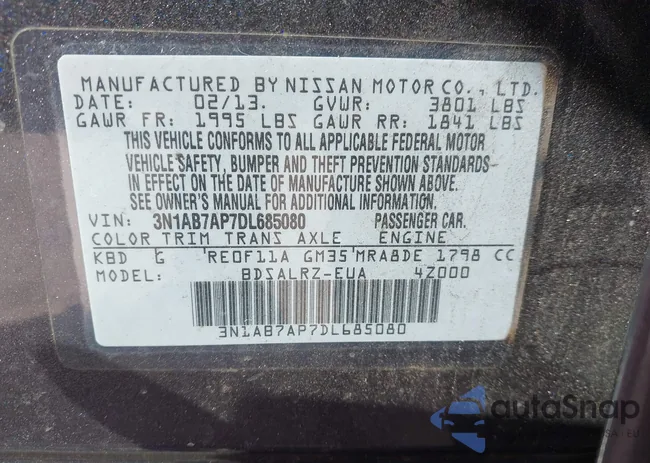 MANUFACTURED BY NISSAN MOTOR CO., LTD.
DATE: 02/13. GVWR: 3801 LBS
GAWR FR: 1995 LBS GAWR RR: 1841 LBS
THIS VEHICLE CONFORMS TO ALL APPLICABLE FEDERAL MOTOR
VEHICLE SAFETY, BUMPER AND THEFT PREVENTION STANDARDS
IN EFFECT ON THE DATE OF MANUFACTURE SHOWN ABOVE.
SEE OWNER'S MANUAL FOR ADDITIONAL INFORMATION.
VIN: 3N1AB7AP7DL685080 PASSENGER CAR.
COLOR TRIM TRANS AXLE ENGINE
KBD G RE0F11A GM35 MRA8DE 1798 CC
MODEL: BDSALRZ-EUA 4Z000
3N1AB7AP7DL685080
autoSnap